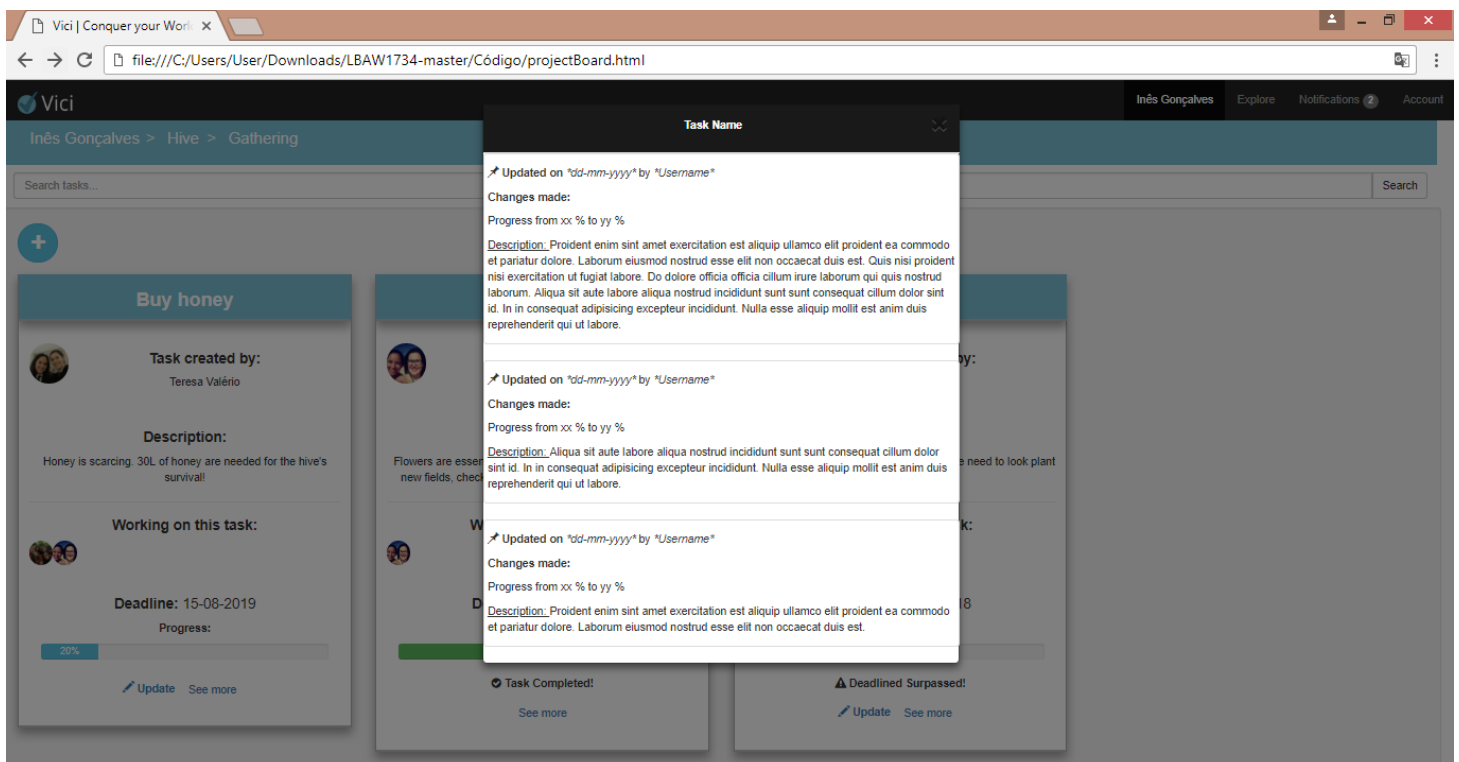 Vici | Conquer your Work
file:///C:/Users/User/Downloads/LBAW1734-master/Código/projectBoard.html
Vici
Inês Gonçalves Explore Notifications 2 Account
Inês Gonçalves > Hive > Gathering
Search tasks...
Search
+
Task Name
Updated on *dd-mm-yyyy* by *Username*
Changes made:
Progress from xx % to yy %
Description: Proident enim sint amet exercitation est aliquip ullamco elit proident ea commodo
et pariatur dolore. Laborum eiusmod nostrud esse elit non occaecat duis est. Quis nisi proident
nisi exercitation ut fugiat labore. Do dolore officia officia cillum irure laborum qui quis nostrud
laborum. Aliqua sit aute labore aliqua nostrud incididunt sunt sunt consequat cillum dolor sint
id. In in consequat adipisicing excepteur incididunt. Nulla esse aliquip mollit est anim duis
reprehenderit qui ut labore.
Updated on *dd-mm-yyyy* by *Username*
Changes made:
Progress from xx % to yy %
Description: Aliqua sit aute labore aliqua nostrud incididunt sunt sunt consequat cillum dolor
sint id. In in consequat adipisicing excepteur incididunt. Nulla esse aliquip mollit est anim duis
reprehenderit qui ut labore.
Updated on *dd-mm-yyyy* by *Username*
Changes made:
Progress from xx % to yy %
Description: Proident enim sint amet exercitation est aliquip ullamco elit proident ea commodo
et pariatur dolore. Laborum eiusmod nostrud esse elit non occaecat duis est.
Buy honey
Task created by:
Teresa Valério
Description:
Honey is scarcing. 30L of honey are needed for the hive's
survival!
Working on this task:
Deadline: 15-08-2019
Progress:
20%
Update See more
Flowers are
new fields,
Task Completed!
See more
by:
need to look plant
k:
18
Deadlined Surpassed!
Update See more